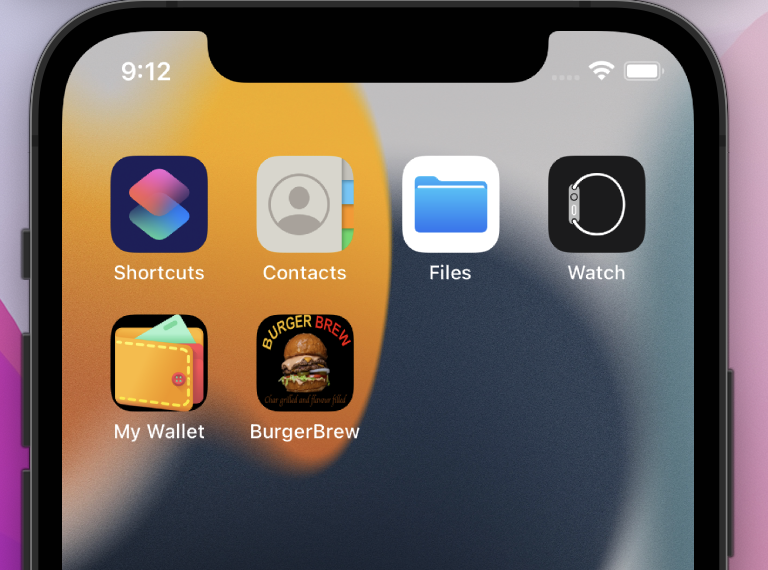 9:12
Shortcuts
Contacts
Files
Watch
BURGER BREW
Char grilled and flavour filled
My Wallet
BurgerBrew